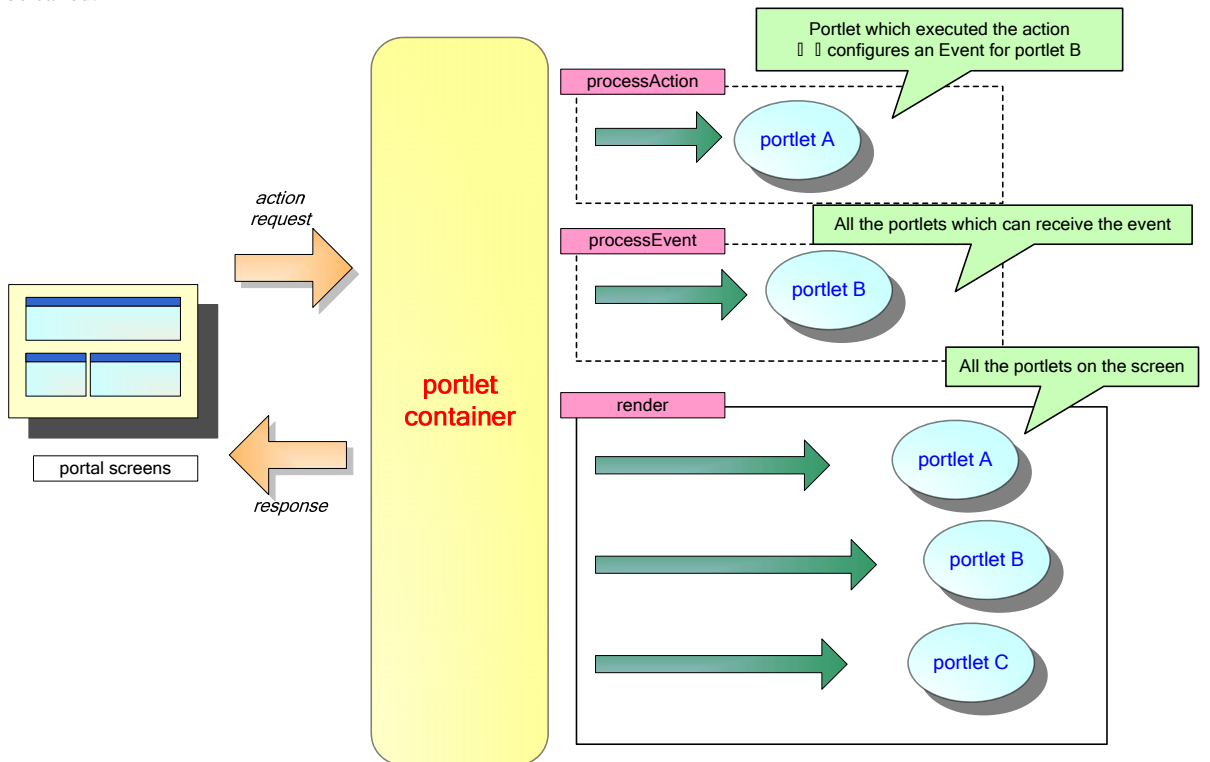 Portlet which executed the action
configures an Event for portlet B
processAction
portlet A
action
request
All the portlets which can receive the event
processEvent
portlet B
All the portlets on the screen
portlet
container
render
portlet A
portal screens
response
portlet B
portlet C